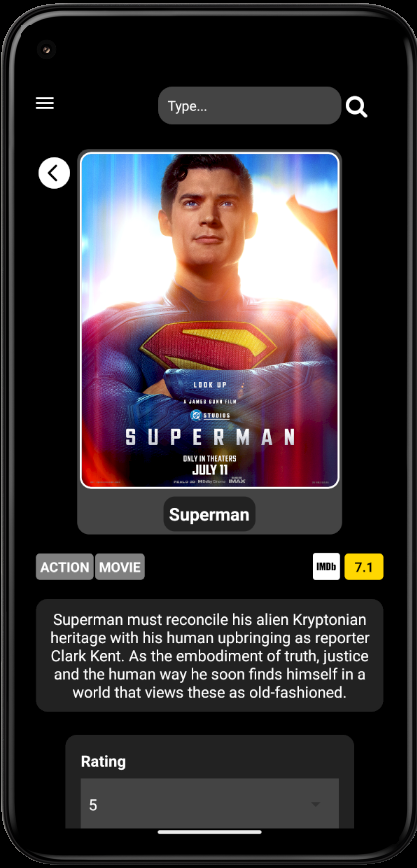 Type...
LOOK UP
A JAMES GUNN FILM
DC STUDIOS
SUPERMAN
ONLY IN THEATERS
JULY 11
IMAX
Superman
ACTION MOVIE IMDb 7.1
Superman must reconcile his alien Kryptonian
heritage with his human upbringing as reporter
Clark Kent. As the embodiment of truth, justice
and the human way he soon finds himself in a
world that views these as old-fashioned.
Rating
5